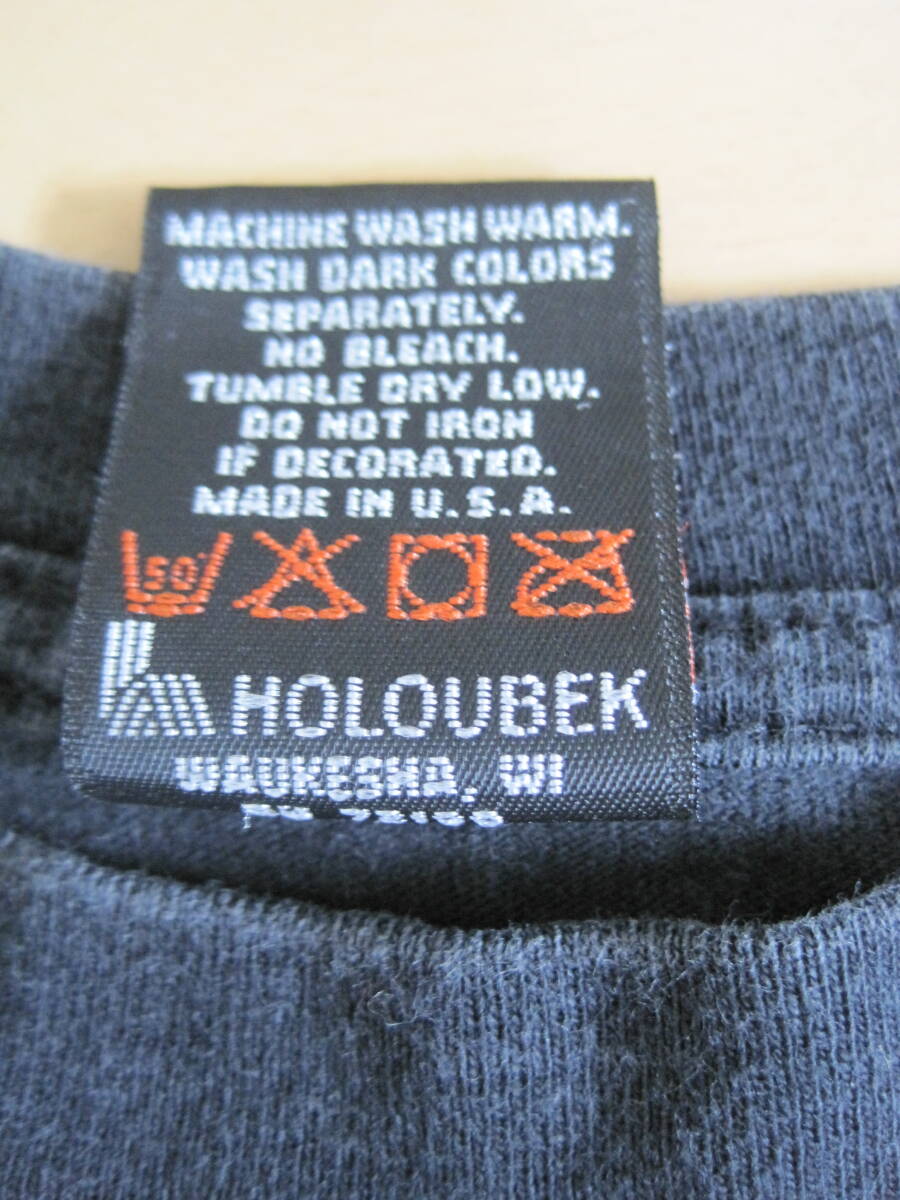 MACHINE WASH WARM.
WASH DARK COLORS
SEPARATELY.
NO BLEACH.
TUMBLE DRY LOW.
DO NOT IRON
IF DECORATED.
MADE IN U.S.A.
50°
HOLOUBEK
WAUKESHA, WI